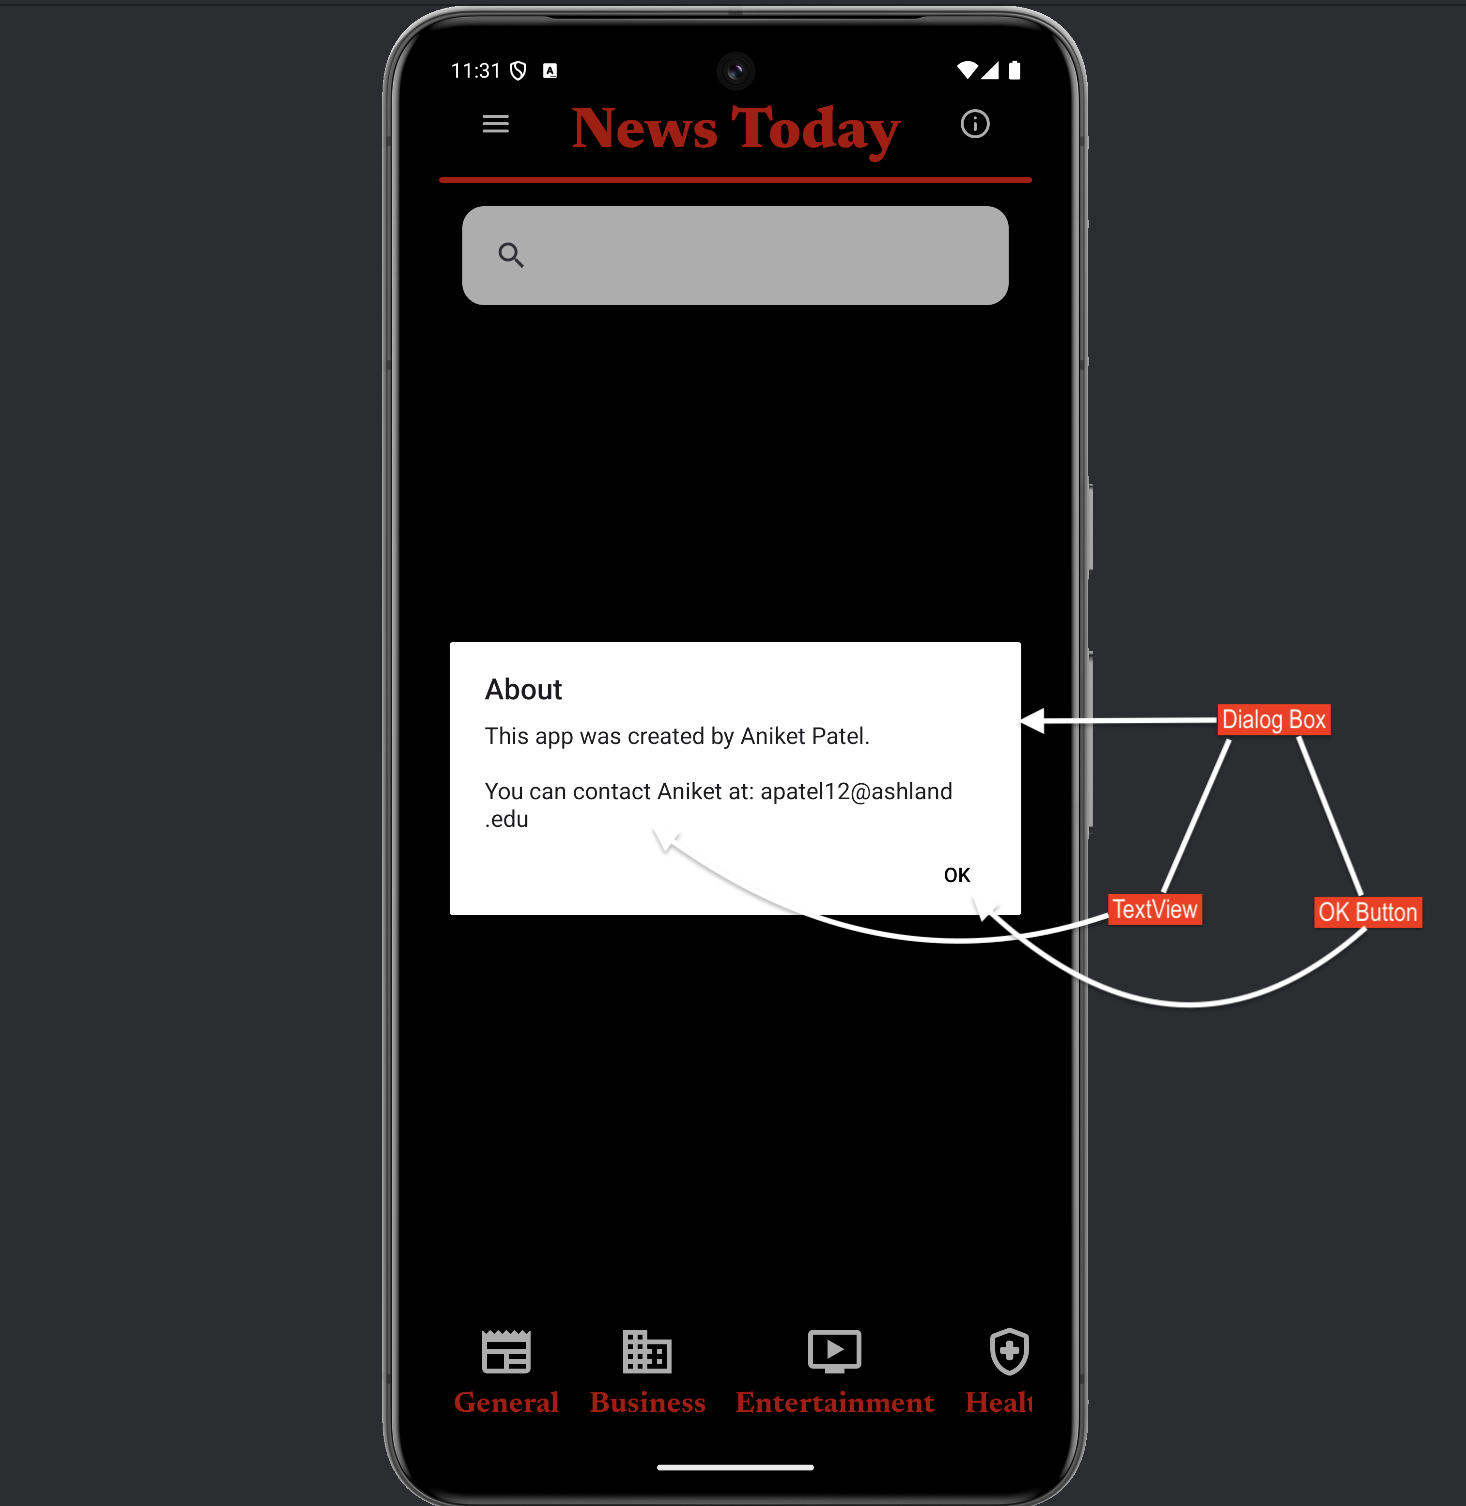 11:31
News Today
About
This app was created by Aniket Patel.
You can contact Aniket at: apatel12@ashland
.edu
OK
Dialog Box
TextView
OK Button
General
Business
Entertainment
Healt